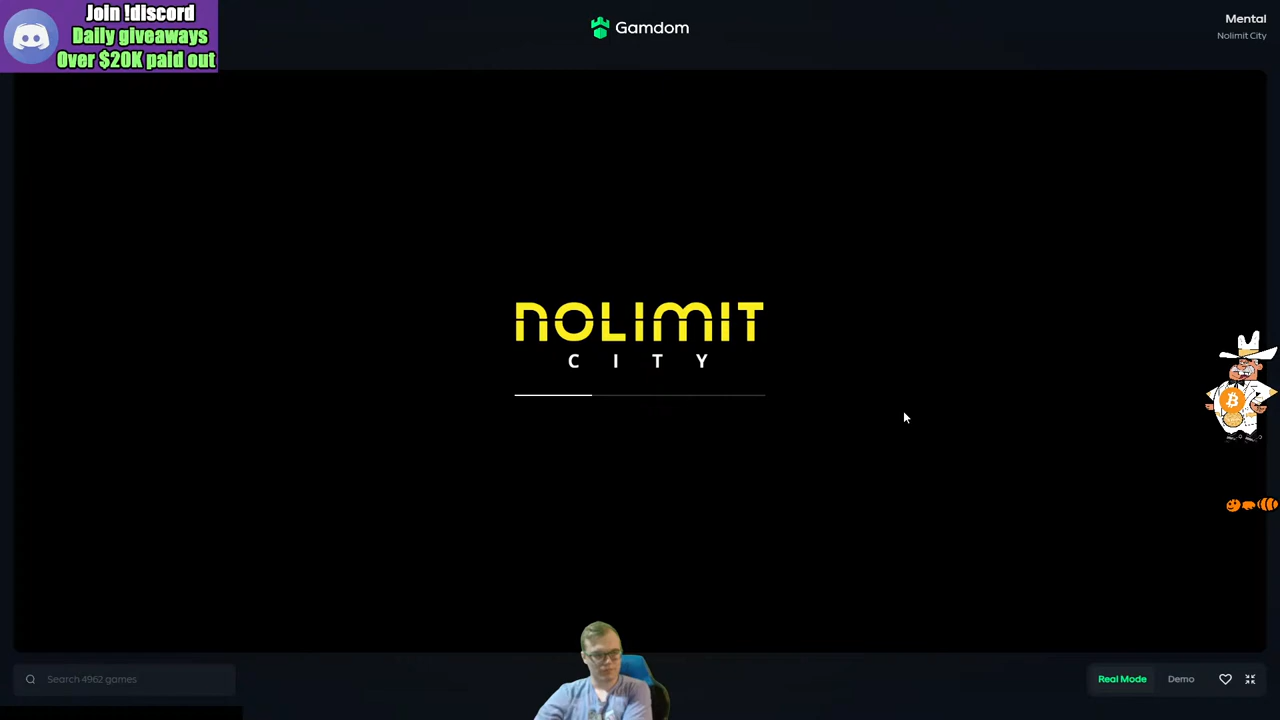 Join !discord
Daily giveaways
Over $20K paid out
Gamdom
Mental
Nolimit City
NOLIMIT
CITY
Search 4962 games
Real Mode
Demo